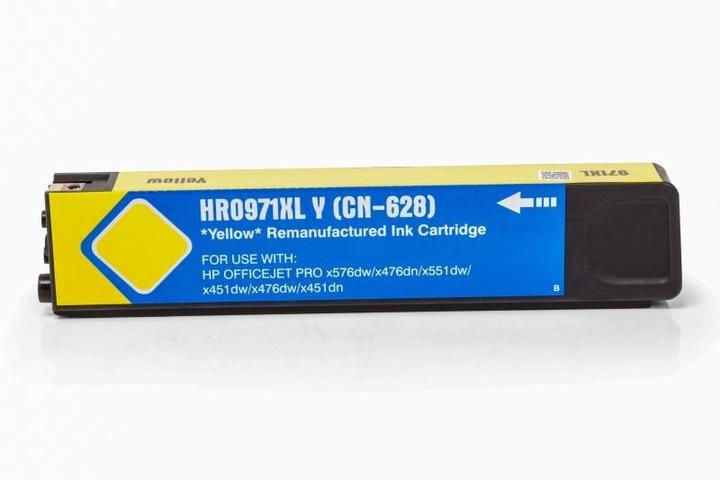 Yellow
971XL
HR0971XL Y (CN-628)
*Yellow* Remanufactured Ink Cartridge
FOR USE WITH:
HP OFFICEJET PRO x576dw/x476dn/x551dw/
x451dw/x476dw/x451dn
B